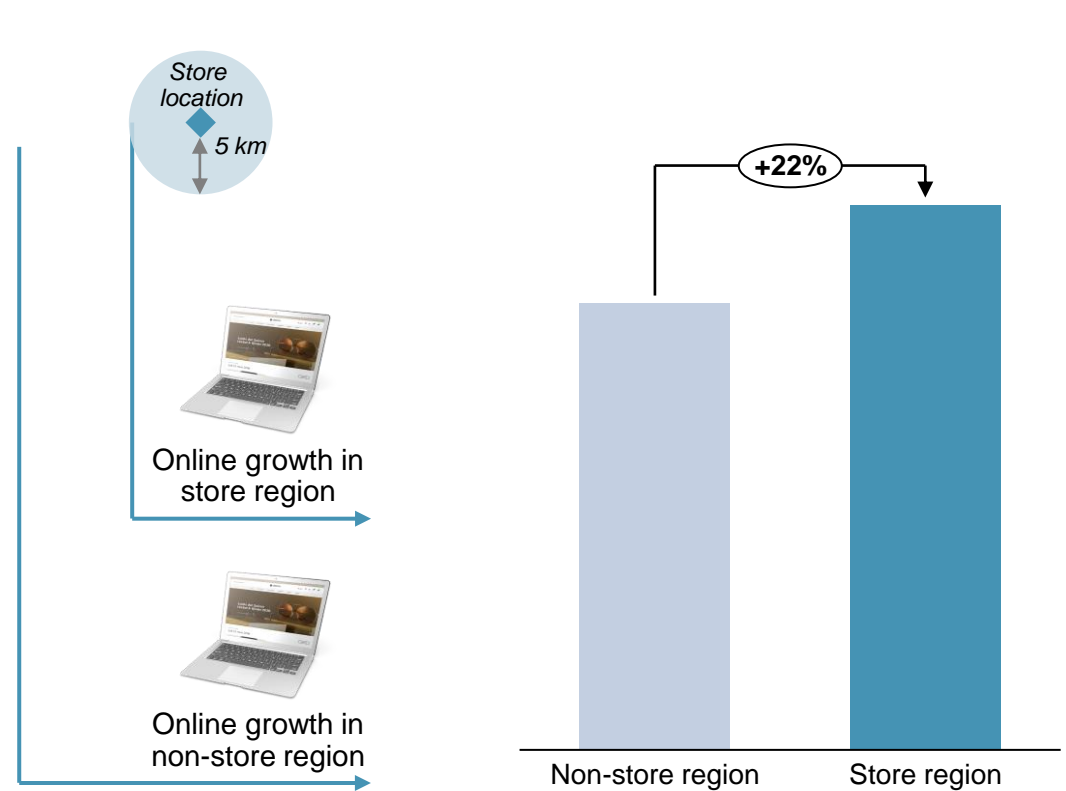 Store
location
5 km
Online growth in
store region
Online growth in
non-store region
+22%
Non-store region
Store region